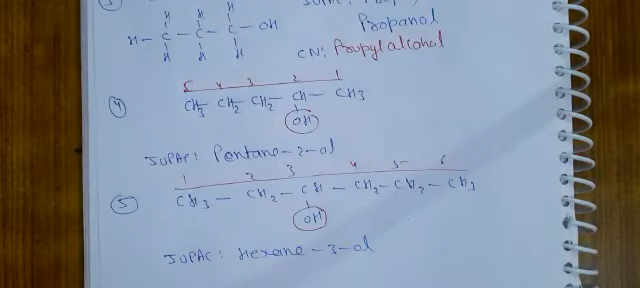 3
H H H
H - C - C - C - OH
H H H
Propanol
CN: Propyl alcohol
5 4 3 2 1
4 CH3 - CH2 - CH2 - CH - CH3
OH
IUPAC: Pentane-2-ol
1 2 3 4 5 6
5 CH3 - CH2 - CH - CH2 - CH2 - CH3
OH
IUPAC: Hexane-3-ol